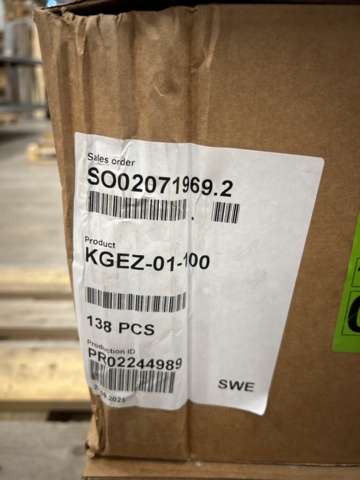 Sales order
SO02071969.2
Product
KGEZ-01-100
138 PCS
Production ID
PR02244989
SWE